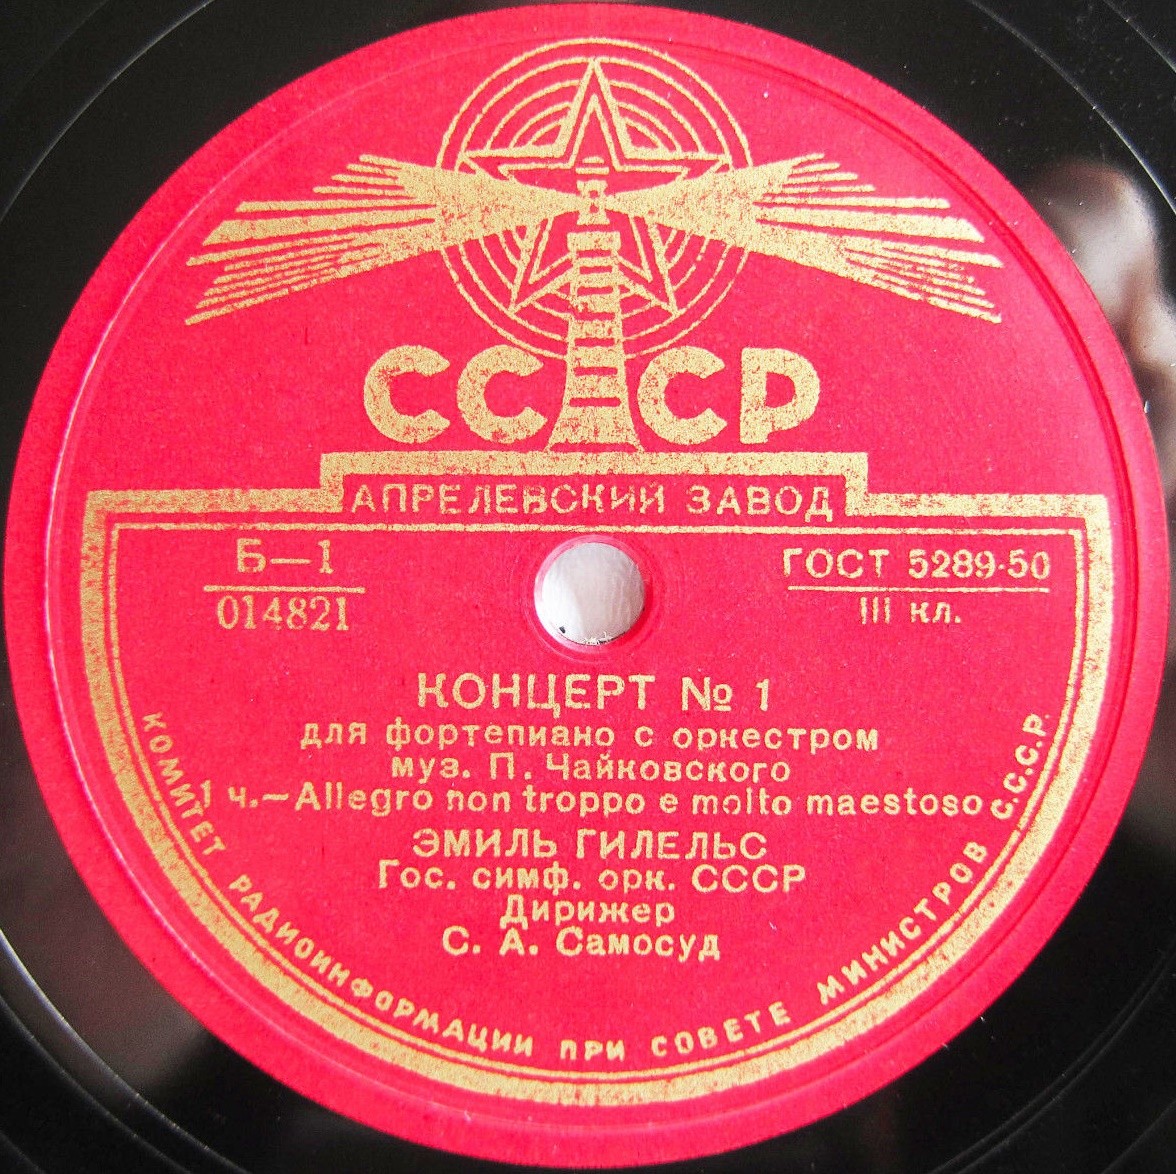 СССР
АПРЕЛЕВСКИЙ ЗАВОД
Б—1
014821
ГОСТ 5289-50
III кл.
КОНЦЕРТ № 1
для фортепиано с оркестром
муз. П. Чайковского
1 ч.—Allegro non troppo e molto maestoso
ЭМИЛЬ ГИЛЕЛЬС
Гос. симф. орк. СССР
Дирижер
С. А. Самосуд
КОМИТЕТ РАДИОИНФОРМАЦИИ ПРИ СОВЕТЕ МИНИСТРОВ С.С.С.Р.